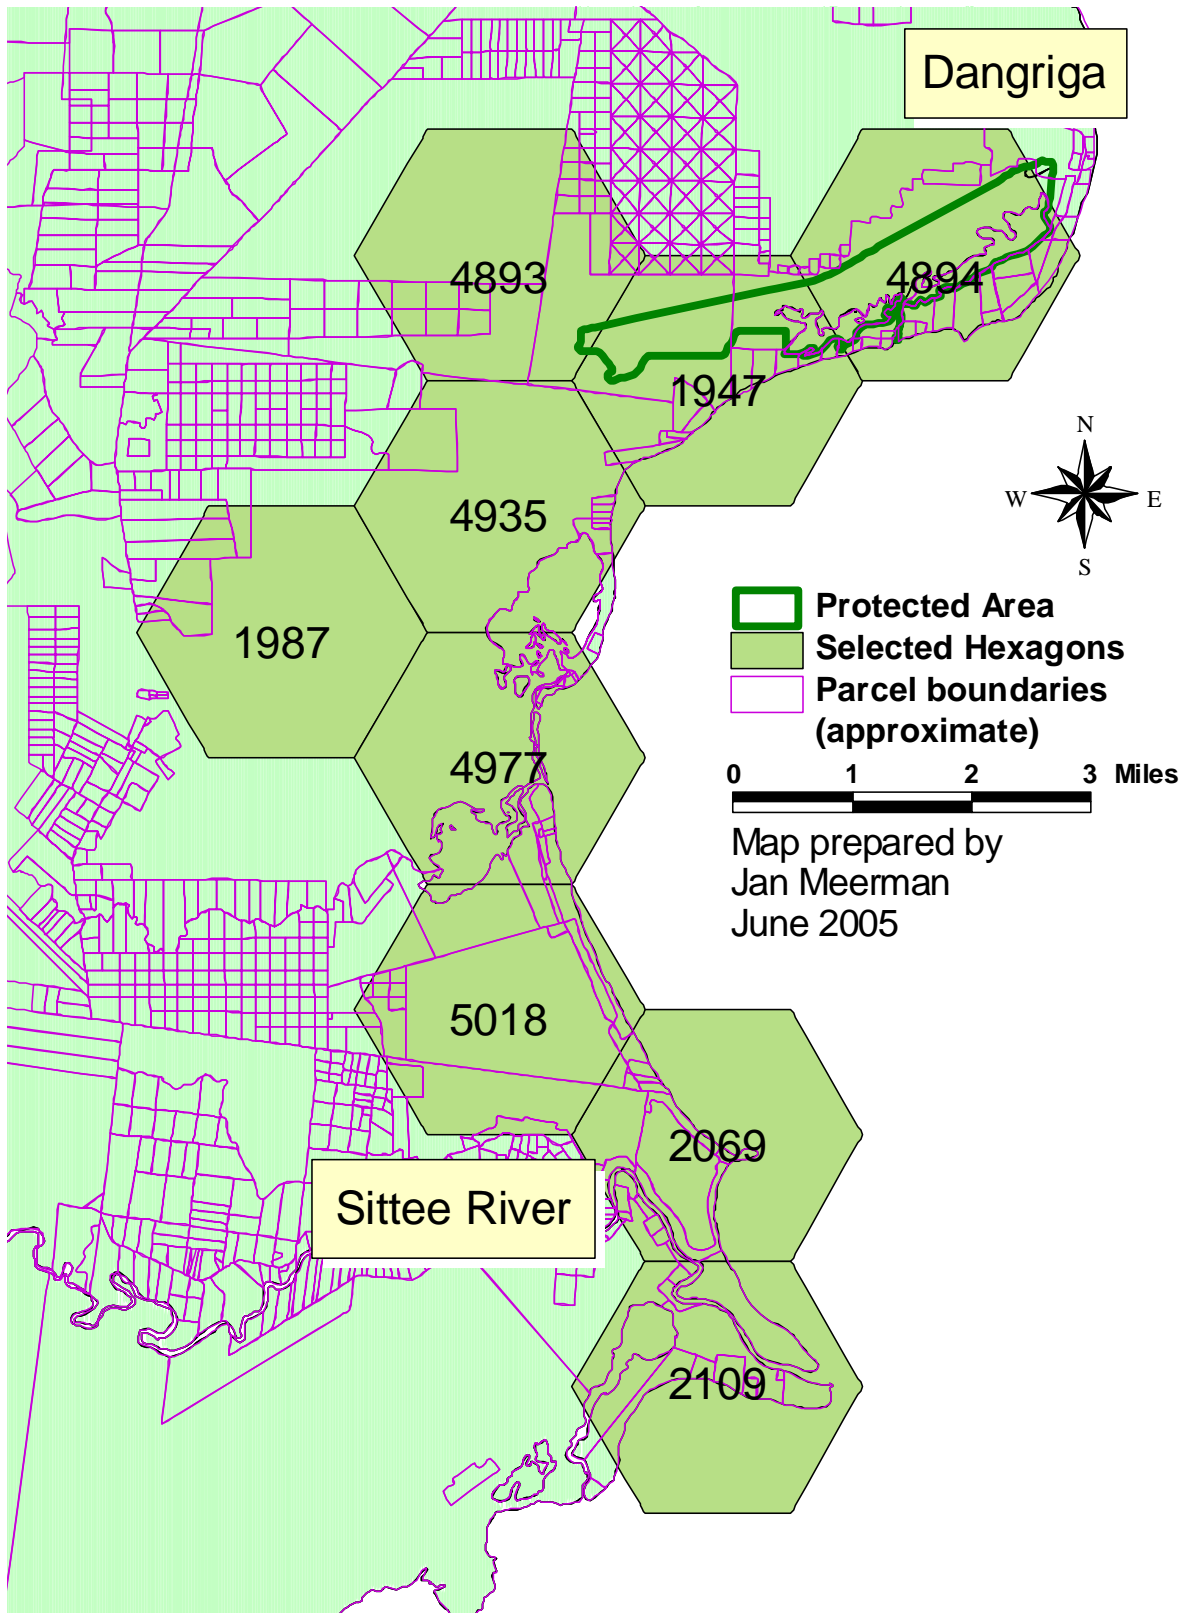 Dangriga
4893
4894
1947
N
W
E
S
4935
Protected Area
1987
Selected Hexagons
Parcel boundaries
(approximate)
4977
0 1 2 3 Miles
Map prepared by
Jan Meerman
June 2005
5018
2069
Sittee River
2109